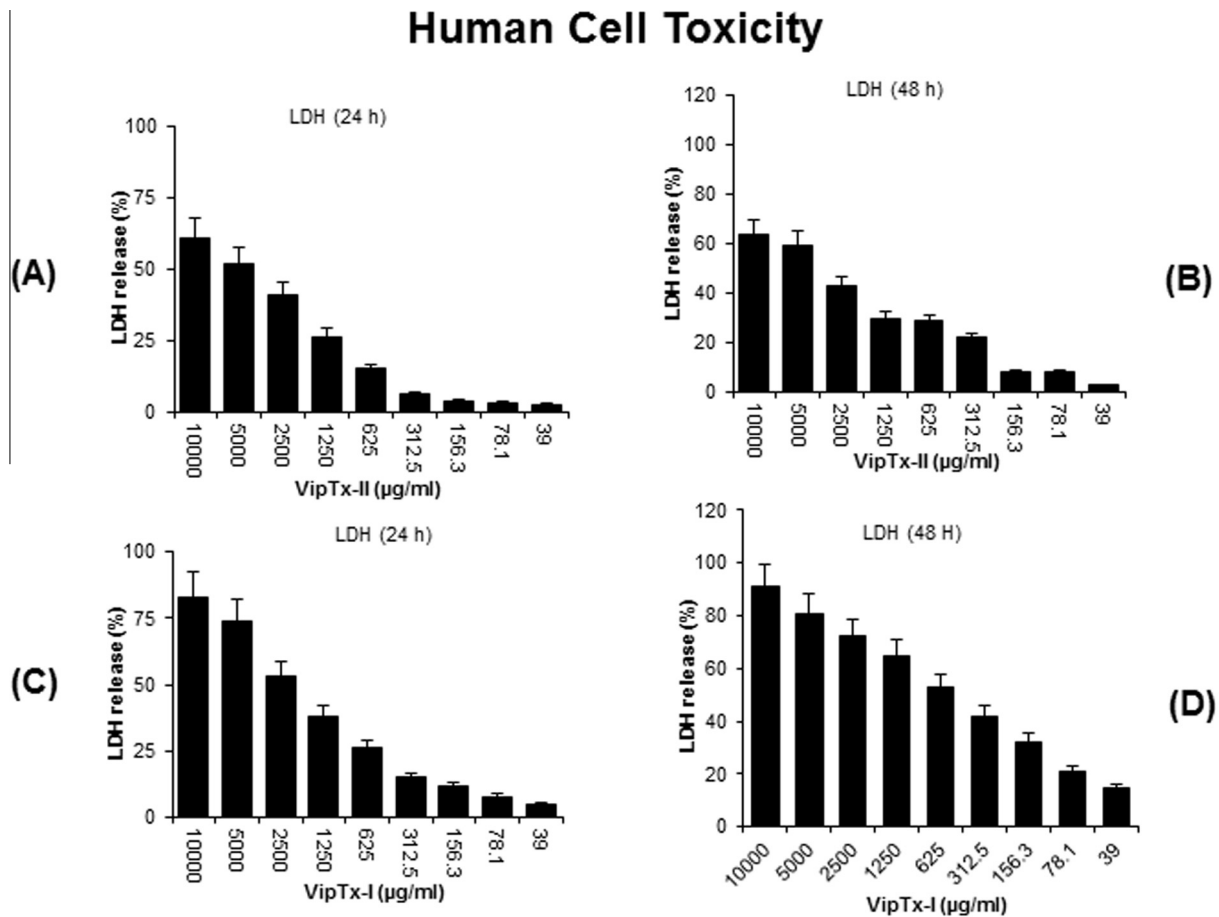 Human Cell Toxicity
(A)
LDH (24 h)
LDH release (%)
100
75
50
25
0
10000 5000 2500 1250 625 312.5 156.3 78.1 39
VipTx-II (µg/ml)
(B)
LDH (48 h)
LDH release (%)
120
100
80
60
40
20
0
10000 5000 2500 1250 625 312.5 156.3 78.1 39
VipTx-II (µg/ml)
(C)
LDH (24 h)
LDH release (%)
100
75
50
25
0
10000 5000 2500 1250 625 312.5 156.3 78.1 39
VipTx-I (µg/ml)
(D)
LDH (48 H)
LDH release (%)
120
100
80
60
40
20
0
10000 5000 2500 1250 625 312.5 156.3 78.1 39
VipTx-I (µg/ml)